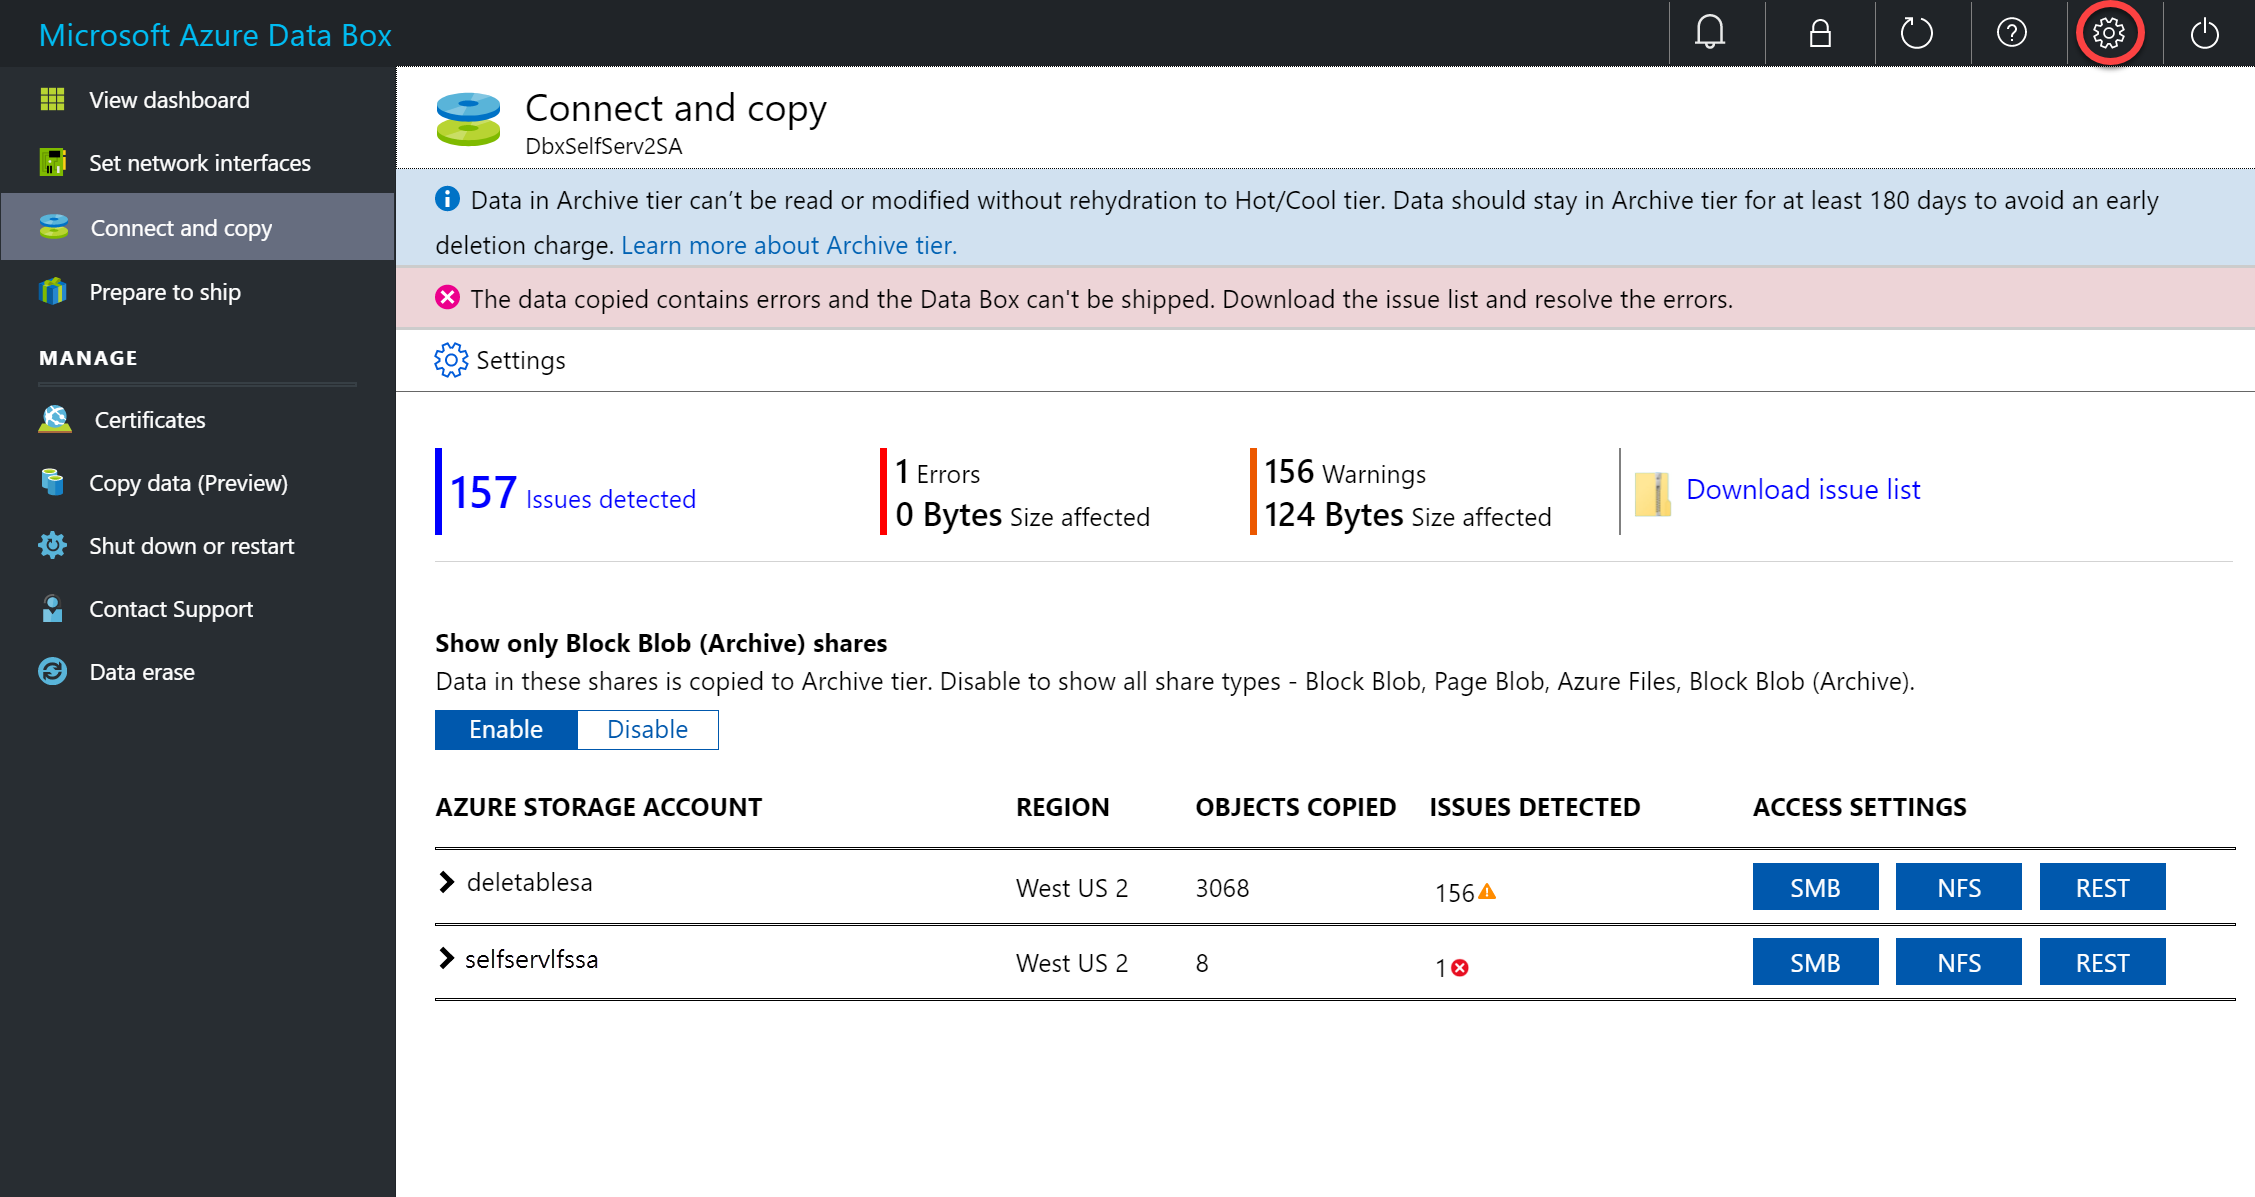 Microsoft Azure Data Box
View dashboard
Set network interfaces
Connect and copy
Prepare to ship
MANAGE
Certificates
Copy data (Preview)
Shut down or restart
Contact Support
Data erase
Connect and copy
DbxSelfServ2SA
Data in Archive tier can’t be read or modified without rehydration to Hot/Cool tier. Data should stay in Archive tier for at least 180 days to avoid an early
deletion charge. Learn more about Archive tier.
The data copied contains errors and the Data Box can't be shipped. Download the issue list and resolve the errors.
Settings
157 Issues detected
1 Errors
0 Bytes Size affected
156 Warnings
124 Bytes Size affected
Download issue list
Show only Block Blob (Archive) shares
Data in these shares is copied to Archive tier. Disable to show all share types - Block Blob, Page Blob, Azure Files, Block Blob (Archive).
Enable Disable
AZURE STORAGE ACCOUNT REGION OBJECTS COPIED ISSUES DETECTED ACCESS SETTINGS
deletablesa West US 2 3068 156 SMB NFS REST
selfservlfssa West US 2 8 1 SMB NFS REST